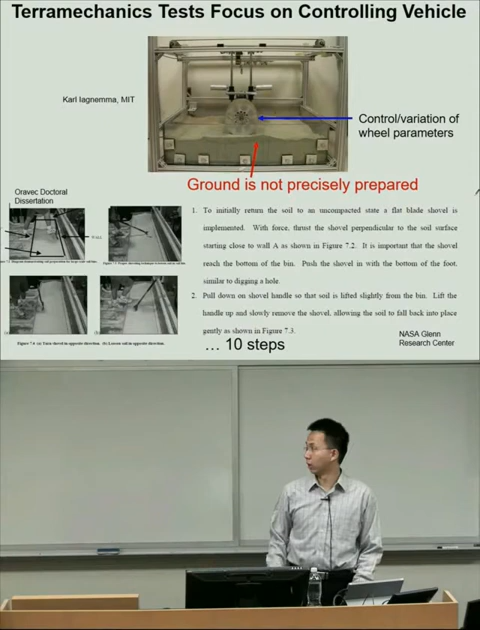 Terramechanics Tests Focus on Controlling Vehicle
Karl Iagnemma, MIT
Control/variation of
wheel parameters
Ground is not precisely prepared
Oravec Doctoral
Dissertation
1. To initially return the soil to an uncompacted state a flat blade shovel is
implemented. With force, thrust the shovel perpendicular to the soil surface
starting close to wall A as shown in Figure 7.2. It is important that the shovel
reach the bottom of the bin. Push the shovel in with the bottom of the foot,
similar to digging a hole.
2. Pull down on shovel handle so that soil is lifted slightly from the bin. Lift the
handle up and slowly remove the shovel, allowing the soil to fall back into place
gently as shown in Figure 7.3.
... 10 steps
NASA Glenn
Research Center